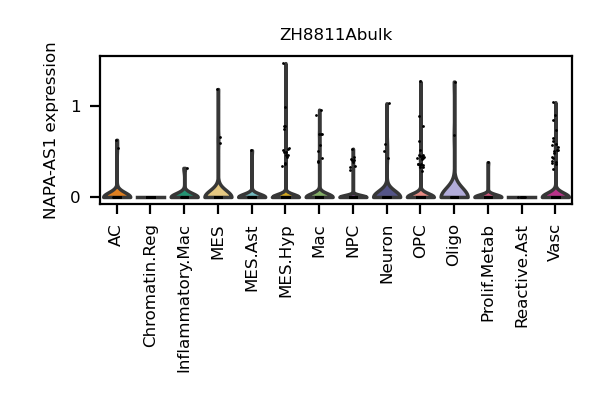 ZH8811Abulk
NAPA-AS1 expression
1
0
AC
Chromatin.Reg
Inflammatory.Mac
MES
MES.Ast
MES.Hyp
Mac
NPC
Neuron
OPC
Oligo
Prolif.Metab
Reactive.Ast
Vasc